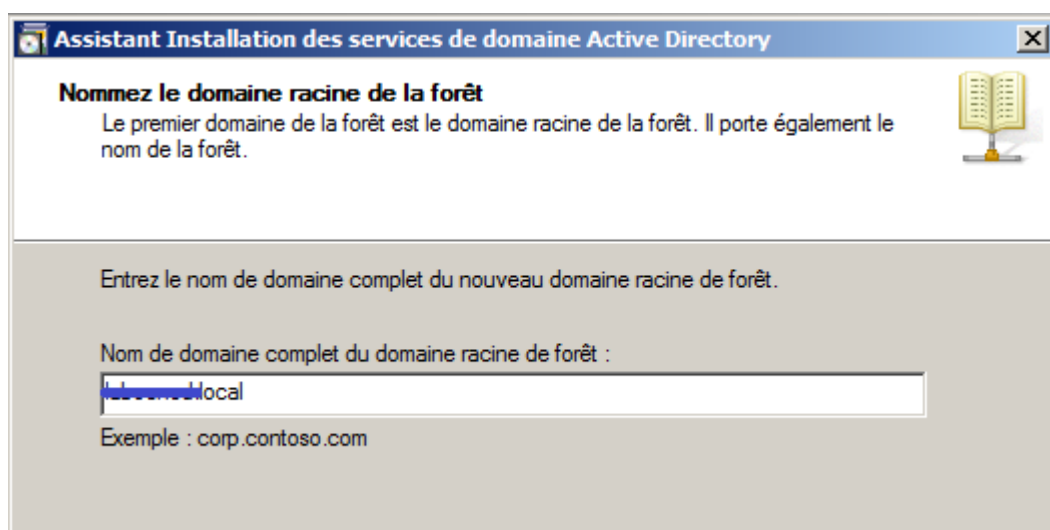 Assistant Installation des services de domaine Active Directory
Nommez le domaine racine de la forêt
Le premier domaine de la forêt est le domaine racine de la forêt. Il porte également le
nom de la forêt.
Entrez le nom de domaine complet du nouveau domaine racine de forêt.
Nom de domaine complet du domaine racine de forêt :
local
Exemple : corp.contoso.com